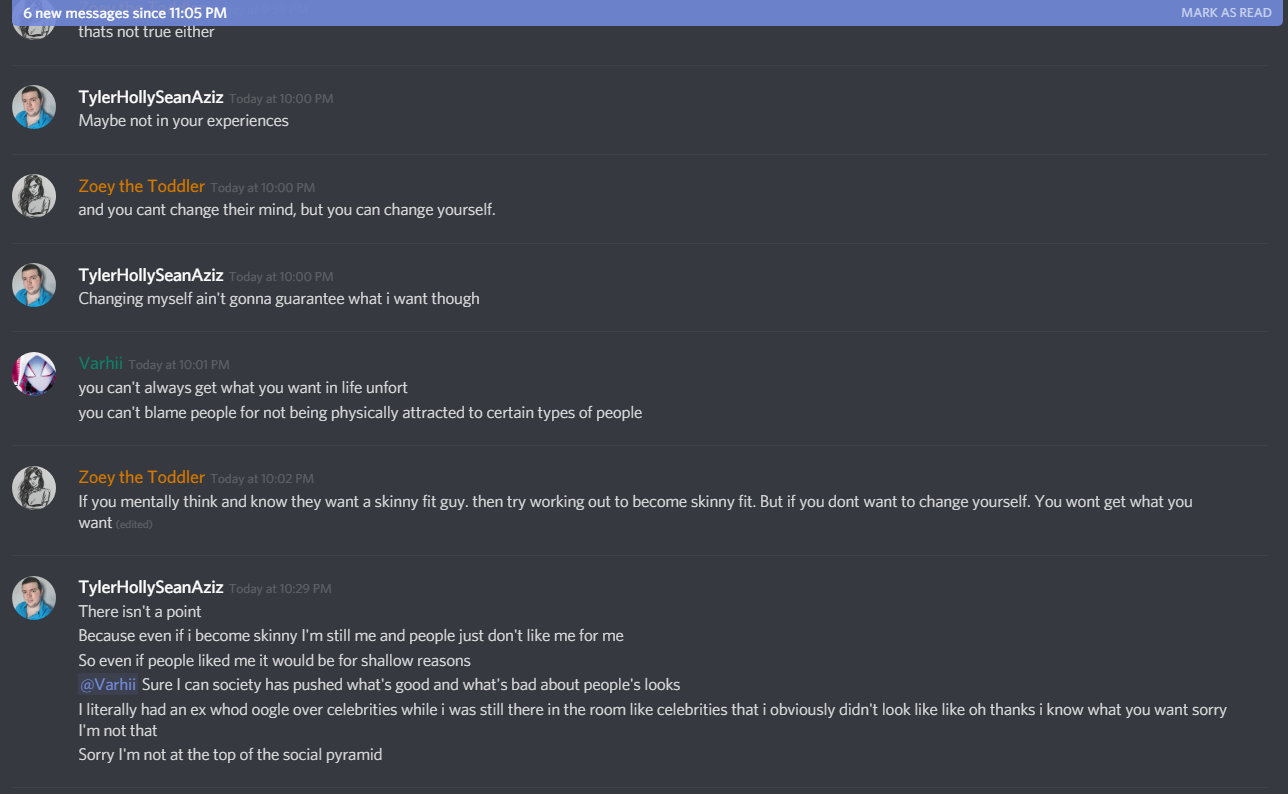 6 new messages since 11:05 PM
MARK AS READ
thats not true either
TylerHollySeanAziz Today at 10:00 PM
Maybe not in your experiences
Zoey the Toddler Today at 10:00 PM
and you cant change their mind, but you can change yourself.
TylerHollySeanAziz Today at 10:00 PM
Changing myself ain't gonna guarantee what i want though
Varhii Today at 10:01 PM
you can't always get what you want in life unfort
you can't blame people for not being physically attracted to certain types of people
Zoey the Toddler Today at 10:02 PM
If you mentally think and know they want a skinny fit guy. then try working out to become skinny fit. But if you dont want to change yourself. You wont get what you
want (edited)
TylerHollySeanAziz Today at 10:29 PM
There isn't a point
Because even if i become skinny I'm still me and people just don't like me for me
So even if people liked me it would be for shallow reasons
@Varhii Sure I can society has pushed what's good and what's bad about people's looks
I literally had an ex whod oogle over celebrities while i was still there in the room like celebrities that i obviously didn't look like like oh thanks i know what you want sorry
I'm not that
Sorry I'm not at the top of the social pyramid